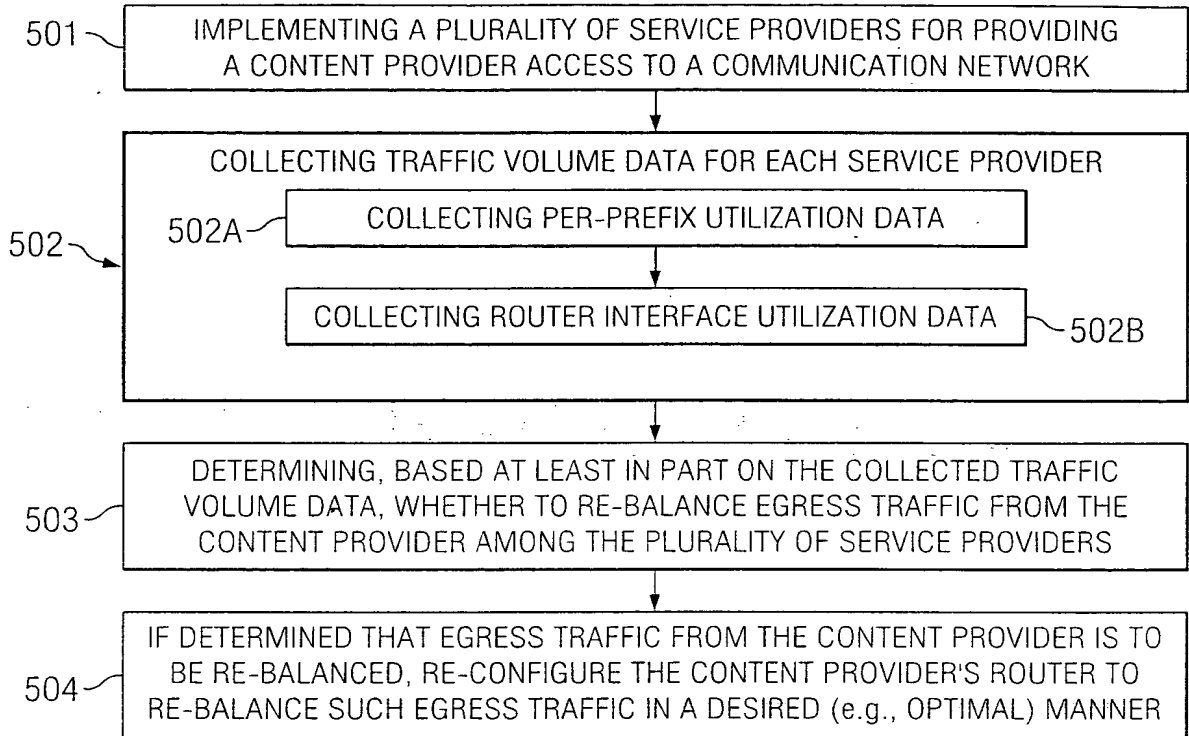 501
IMPLEMENTING A PLURALITY OF SERVICE PROVIDERS FOR PROVIDING
A CONTENT PROVIDER ACCESS TO A COMMUNICATION NETWORK
COLLECTING TRAFFIC VOLUME DATA FOR EACH SERVICE PROVIDER
502
502A
COLLECTING PER-PREFIX UTILIZATION DATA
COLLECTING ROUTER INTERFACE UTILIZATION DATA
502B
503
DETERMINING, BASED AT LEAST IN PART ON THE COLLECTED TRAFFIC
VOLUME DATA, WHETHER TO RE-BALANCE EGRESS TRAFFIC FROM THE
CONTENT PROVIDER AMONG THE PLURALITY OF SERVICE PROVIDERS
504
IF DETERMINED THAT EGRESS TRAFFIC FROM THE CONTENT PROVIDER IS TO
BE RE-BALANCED, RE-CONFIGURE THE CONTENT PROVIDER'S ROUTER TO
RE-BALANCE SUCH EGRESS TRAFFIC IN A DESIRED (e.g., OPTIMAL) MANNER